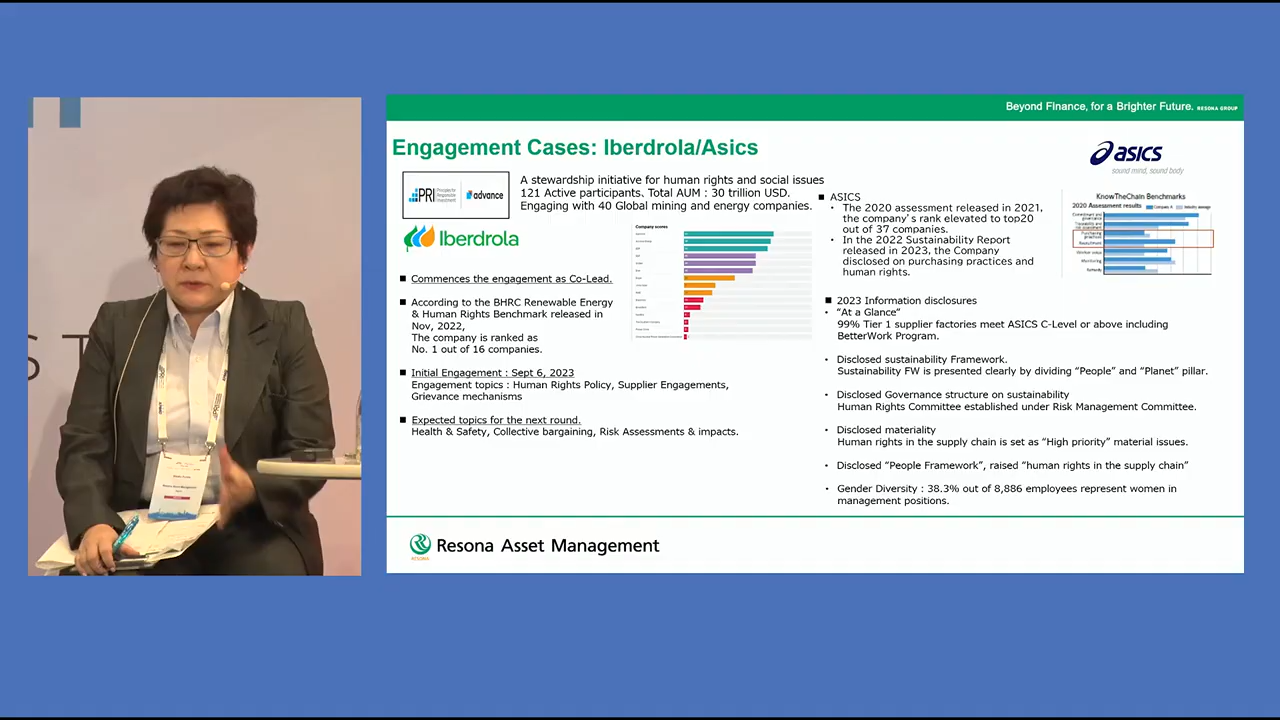 Beyond Finance, for a Brighter Future. RESONA GROUP
Engagement Cases: Iberdrola/Asics
PRI Principles for Responsible Investment
advance
A stewardship initiative for human rights and social issues
121 Active participants. Total AUM : 30 trillion USD.
Engaging with 40 Global mining and energy companies.
Iberdrola
■ Commences the engagement as Co-Lead.
■ According to the BHRC Renewable Energy
& Human Rights Benchmark released in
Nov, 2022,
The company is ranked as
No. 1 out of 16 companies.
■ Initial Engagement : Sept 6, 2023
Engagement topics : Human Rights Policy, Supplier Engagements,
Grievance mechanisms
■ Expected topics for the next round.
Health & Safety, Collective bargaining, Risk Assessments & impacts.
Company scores
asics
sound mind, sound body
■ ASICS
• The 2020 assessment released in 2021,
the company's rank elevated to top20
out of 37 companies.
• In the 2022 Sustainability Report
released in 2023, the Company
disclosed on purchasing practices and
human rights.
KnowTheChain Benchmarks
2020 Assessment results
■ 2023 Information disclosures
• “At a Glance”
99% Tier 1 supplier factories meet ASICS C-Level or above including
BetterWork Program.
• Disclosed sustainability Framework.
Sustainability FW is presented clearly by dividing “People” and “Planet” pillar.
• Disclosed Governance structure on sustainability
Human Rights Committee established under Risk Management Committee.
• Disclosed materiality
Human rights in the supply chain is set as “High priority” material issues.
• Disclosed “People Framework”, raised “human rights in the supply chain”
• Gender Diversity : 38.3% out of 8,886 employees represent women in
management positions.
RESONA
Resona Asset Management
ST